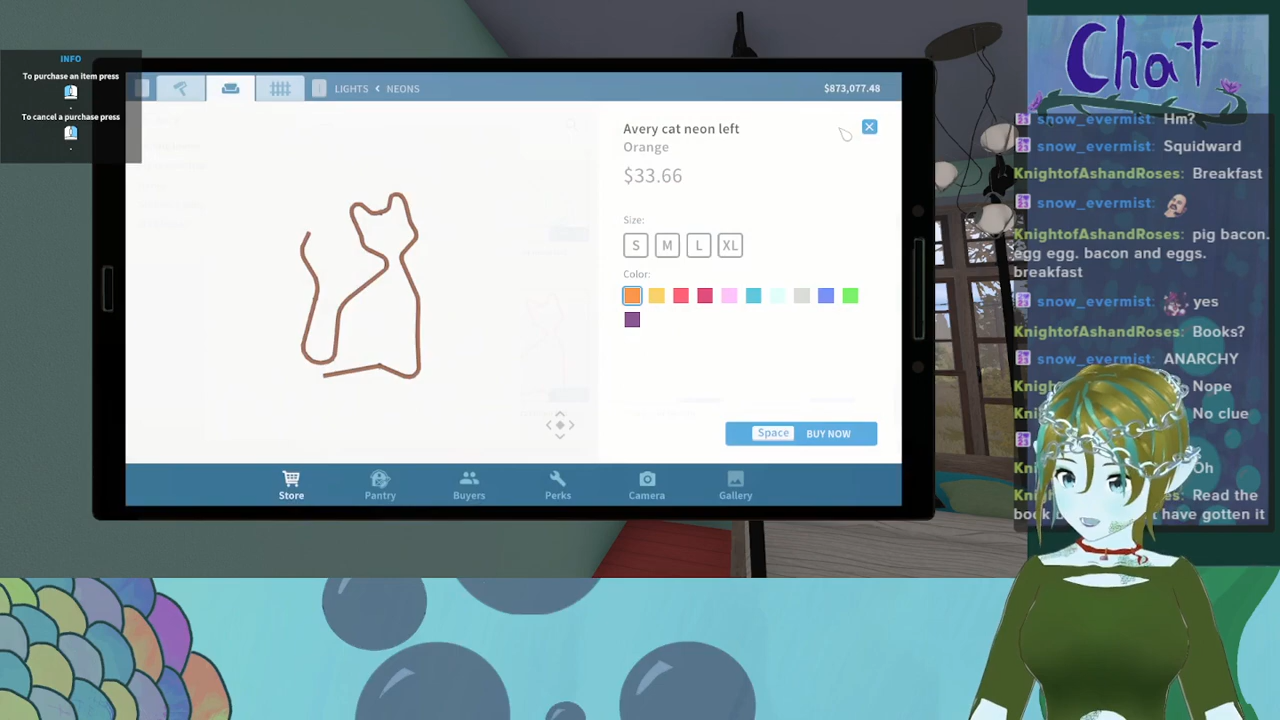 INFO
To purchase an item press
.
To cancel a purchase press
.
LIGHTS < NEONS
$873,077.48
Avery cat neon left
Orange
$33.66
Size:
S M L XL
Color:
Space BUY NOW
Store
Pantry
Buyers
Perks
Camera
Gallery
Chat
snow_evermist: Hm?
snow_evermist: Squidward
KnightofAshandRoses: Breakfast
snow_evermist:
KnightofAshandRoses: pig bacon.
egg egg. bacon and eggs.
breakfast
snow_evermist: yes
KnightofAshandRoses: Books?
snow_evermist: ANARCHY
Nope
No clue
Oh
Read the
book
have gotten it